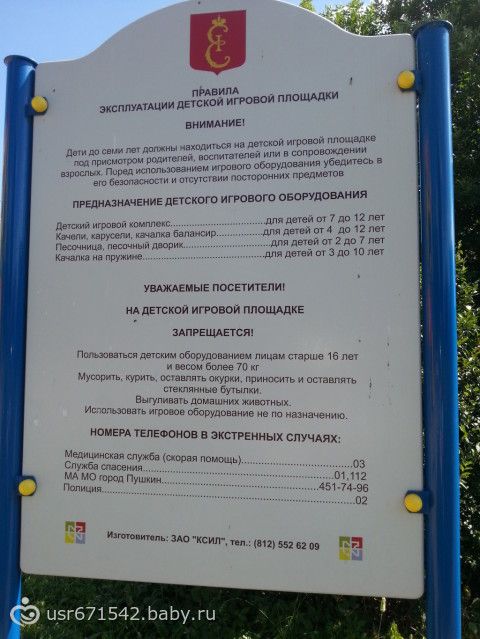 ПРАВИЛА
ЭКСПЛУАТАЦИИ ДЕТСКОЙ ИГРОВОЙ ПЛОЩАДКИ
ВНИМАНИЕ!
Дети до семи лет должны находиться на детской игровой площадке
под присмотром родителей, воспитателей или в сопровождении
взрослых. Поред использованием игрового оборудования убедитесь в
его безопасности и отсутствии посторонних предметов
ПРЕДНАЗНАЧЕНИЕ ДЕТСКОГО ИГРОВОГО ОБОРУДОВАНИЯ
Детский игровой комплекс........................для детей от 7 до 12 лет
Качели, карусели, качалка балансир............для детей от 4 до 12 лет
Песочница, песочный дворик......................для детей от 2 до 7 лет
Качалка на пружине...............................для детей от 3 до 10 лет
УВАЖАЕМЫЕ ПОСЕТИТЕЛИ!
НА ДЕТСКОЙ ИГРОВОЙ ПЛОЩАДКЕ
ЗАПРЕЩАЕТСЯ!
Пользоваться детским оборудованием лицам старше 16 лет
и весом более 70 кг
Мусорить, курить, оставлять окурки, приносить и оставлять
стеклянные бутылки.
Выгуливать домашних животных.
Использовать игровое оборудование не по назначению.
НОМЕРА ТЕЛЕФОНОВ В ЭКСТРЕННЫХ СЛУЧАЯХ:
Медицинская служба (скорая помощь)............................03
Служба спасения................................................01,112
МА МО город Пушкин........................................451-74-96
Полиция...............................................................02
Изготовитель: ЗАО "КСИЛ", тел.: (812) 552 62 09
usr671542.baby.ru